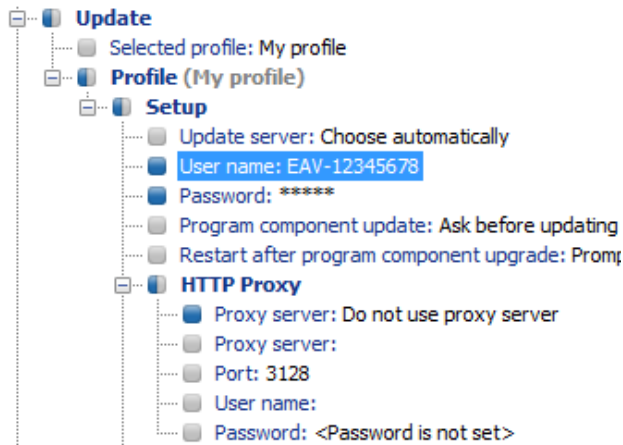 Update
Selected profile: My profile
Profile (My profile)
Setup
Update server: Choose automatically
User name: EAV-12345678
Password: *****
Program component update: Ask before updating
Restart after program component upgrade: Promp
HTTP Proxy
Proxy server: Do not use proxy server
Proxy server:
Port: 3128
User name:
Password: <Password is not set>